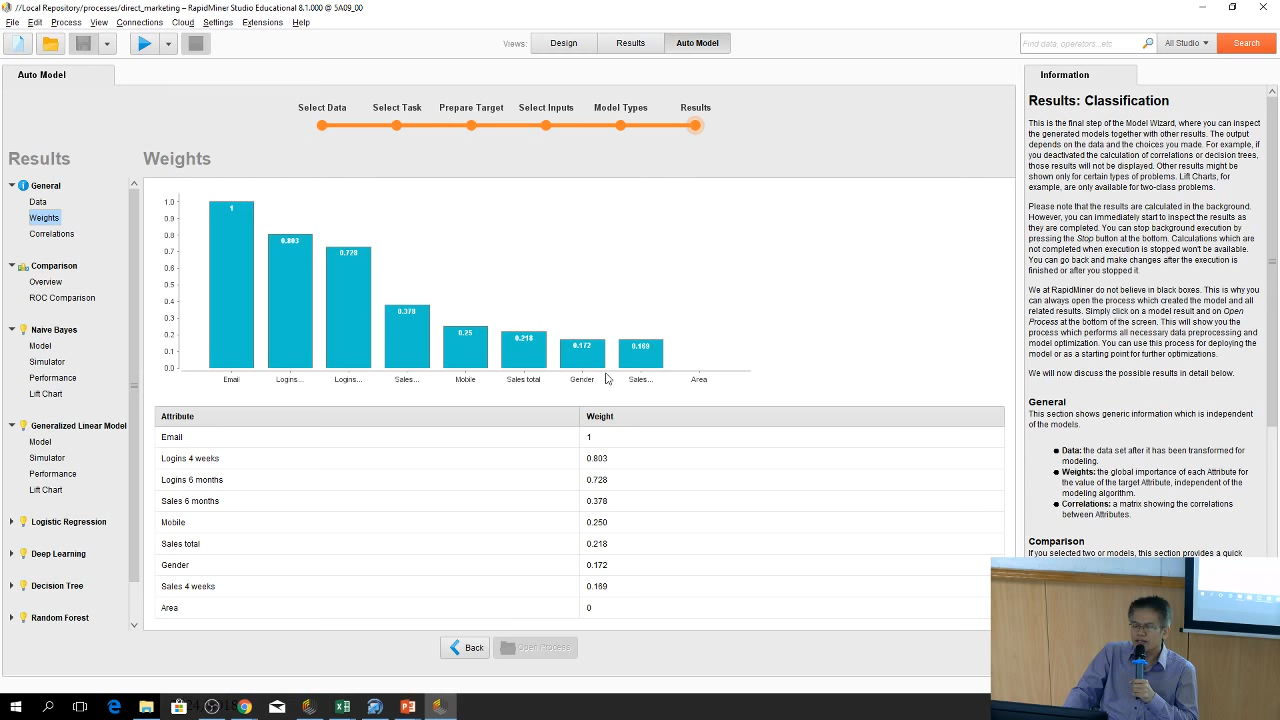 //Local Repository/processes/direct_marketing – RapidMiner Studio Educational 8.1.000 @ 5A09_00
File Edit Process View Connections Cloud Settings Extensions Help
Views: Design Results Auto Model
Find data, operators...etc All Studio Search
Auto Model
Select Data Select Task Prepare Target Select Inputs Model Types Results
Results
General
Data
Weights
Correlations
Comparison
Overview
ROC Comparison
Naive Bayes
Model
Simulator
Performance
Lift Chart
Generalized Linear Model
Model
Simulator
Performance
Lift Chart
Logistic Regression
Deep Learning
Decision Tree
Random Forest
Weights
1.0
0.9
0.8
0.7
0.6
0.5
0.4
0.3
0.2
0.1
0.0
1 0.803 0.728 0.378 0.25 0.218 0.172 0.169
Email Logins... Logins... Sales... Mobile Sales total Gender Sales... Area
Attribute Weight
Email 1
Logins 4 weeks 0.803
Logins 6 months 0.728
Sales 6 months 0.378
Mobile 0.250
Sales total 0.218
Gender 0.172
Sales 4 weeks 0.169
Area 0
Back Open Process
Information
Results: Classification
This is the final step of the Model Wizard, where you can inspect
the generated models together with other results. The output
depends on the data and the choices you made. For example, if
you deactivated the calculation of correlations or decision trees,
those results will not be displayed. Other results might be
shown only for certain types of problems. Lift Charts, for
example, are only available for two-class problems.
Please note that the results are calculated in the background.
However, you can immediately start to inspect the results as
they are completed. You can stop background execution by
pressing the Stop button at the bottom. Calculations which are
not completed when execution is stopped won't be available.
You can go back and make changes after the execution is
finished or after you stopped it.
We at RapidMiner do not believe in black boxes. This is why you
can always open the process which created the model and all
related results. Simply click on a model result and on Open
Process at the bottom of the screen. This will show you the
process which performs all necessary data preprocessing and
model optimization. You can use this process for deploying the
model or as a starting point for further optimizations.
We will now discuss the possible results in detail below.
General
This section shows generic information which is independent
of the models.
Data: the data set after it has been transformed for
modeling.
Weights: the global importance of each Attribute for
the value of the target Attribute, independent of the
modeling algorithm.
Correlations: a matrix showing the correlations
between Attributes.
Comparison
If you selected two or models, this section provides a quick